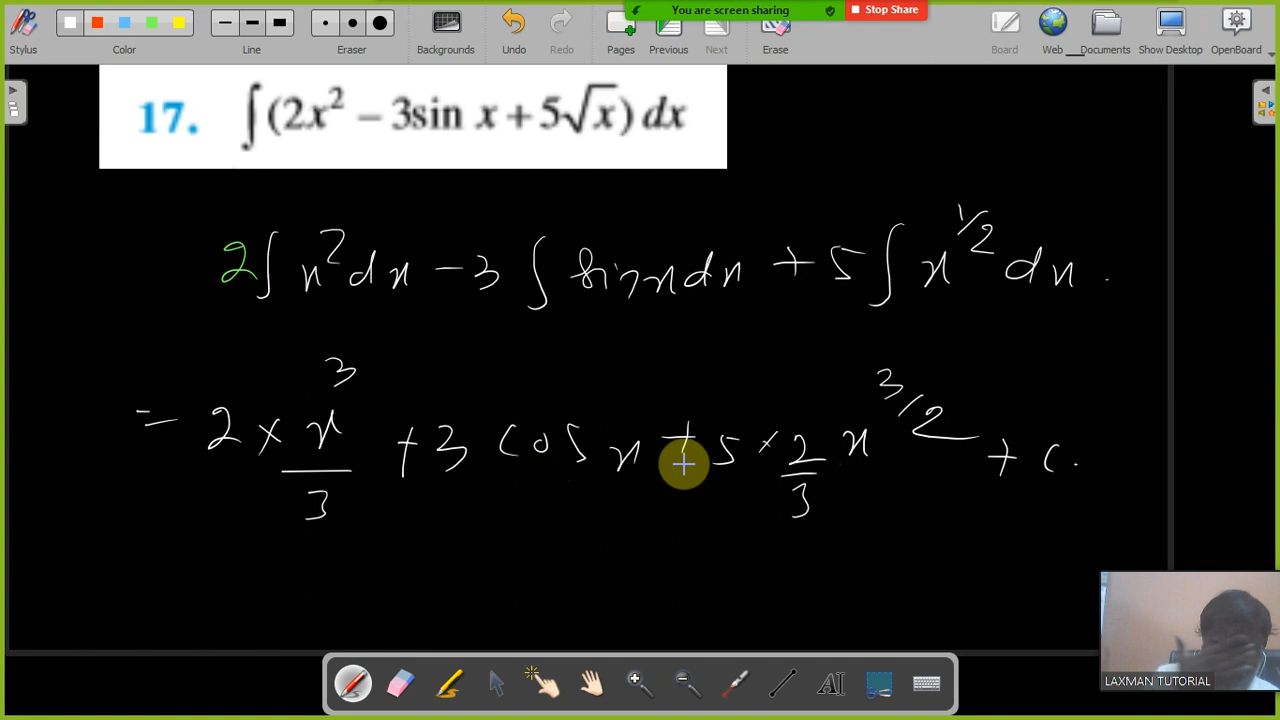 You are screen sharing Stop Share
Stylus Color Line Eraser Backgrounds Undo Redo Pages Previous Next Erase Board Web Documents Show Desktop OpenBoard
17. ∫(2x² − 3sin x + 5√x) dx
2∫x²dx − 3∫sinxdx + 5∫x^1/2 dx.
= 2 × x³/3 + 3 cos x + 5 × 2/3 x^3/2 + c.
LAXMAN TUTORIAL
AI